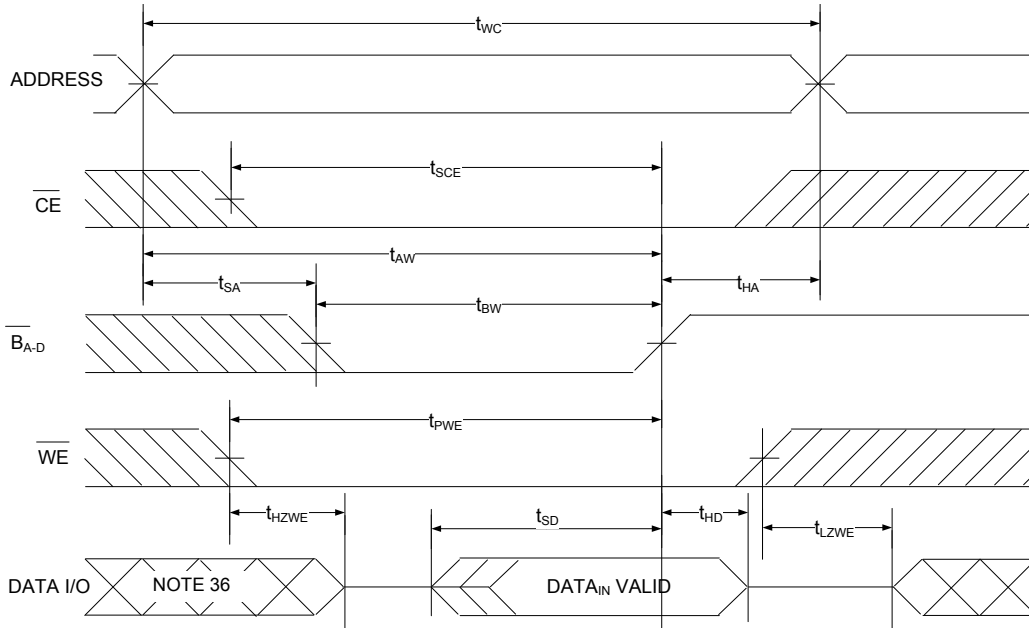 tWC
ADDRESS
tSCE
CE
tAW
tSA
tHA
tBW
BA-D
tPWE
WE
tHZWE
tSD
tHD
tLZWE
DATA I/O
NOTE 36
DATAIN VALID